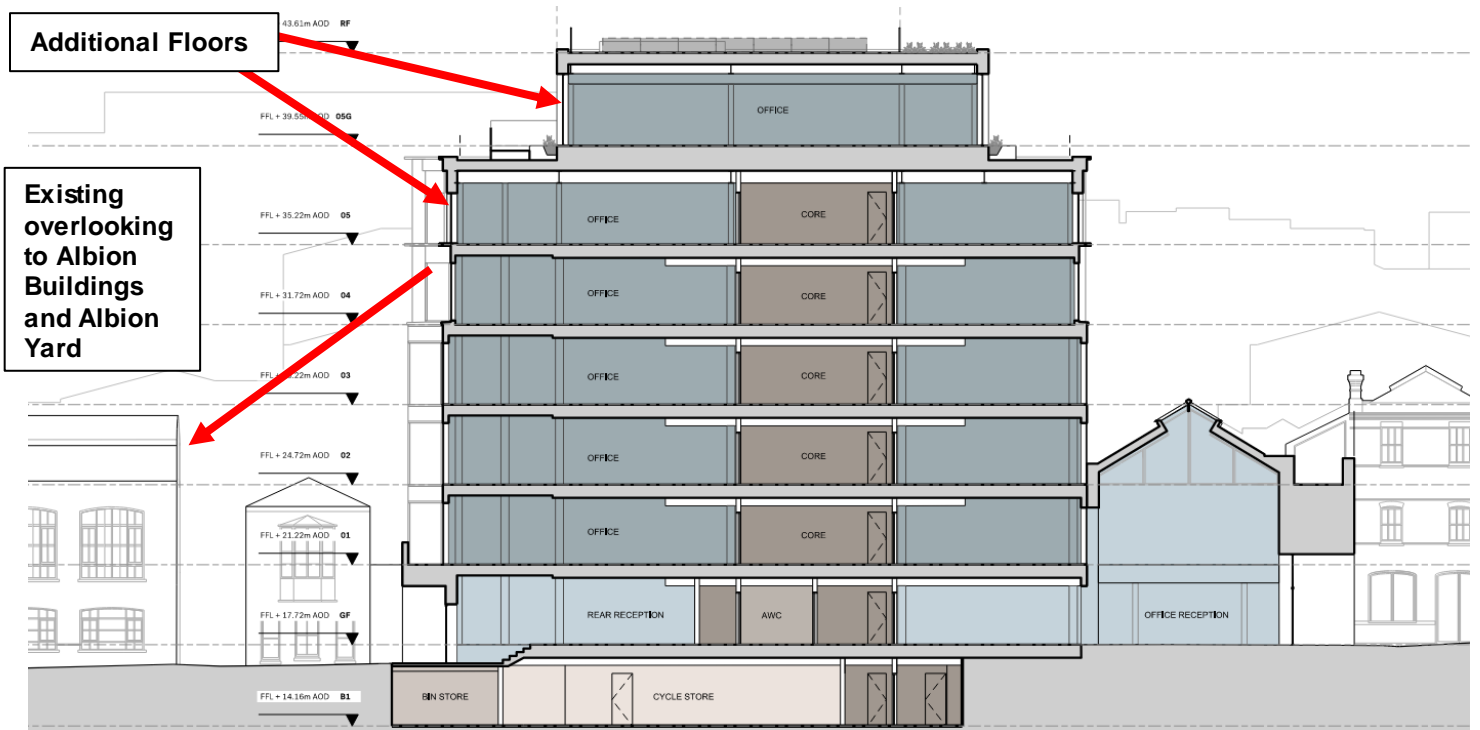 43.61m AOD RF
Additional Floors
OFFICE
FFL + 39.55m AOD 05G
Existing
overlooking
to Albion
Buildings
and Albion
Yard
FFL + 35.22m AOD 05
OFFICE
CORE
FFL + 31.72m AOD 04
OFFICE
CORE
.22m AOD 03
OFFICE
CORE
FFL + 24.72m AOD 02
OFFICE
CORE
FFL + 21.22m AOD 01
OFFICE
CORE
FFL + 17.72m AOD GF
REAR RECEPTION
AWC
OFFICE RECEPTION
FFL + 14.16m AOD B1
BIN STORE
CYCLE STORE